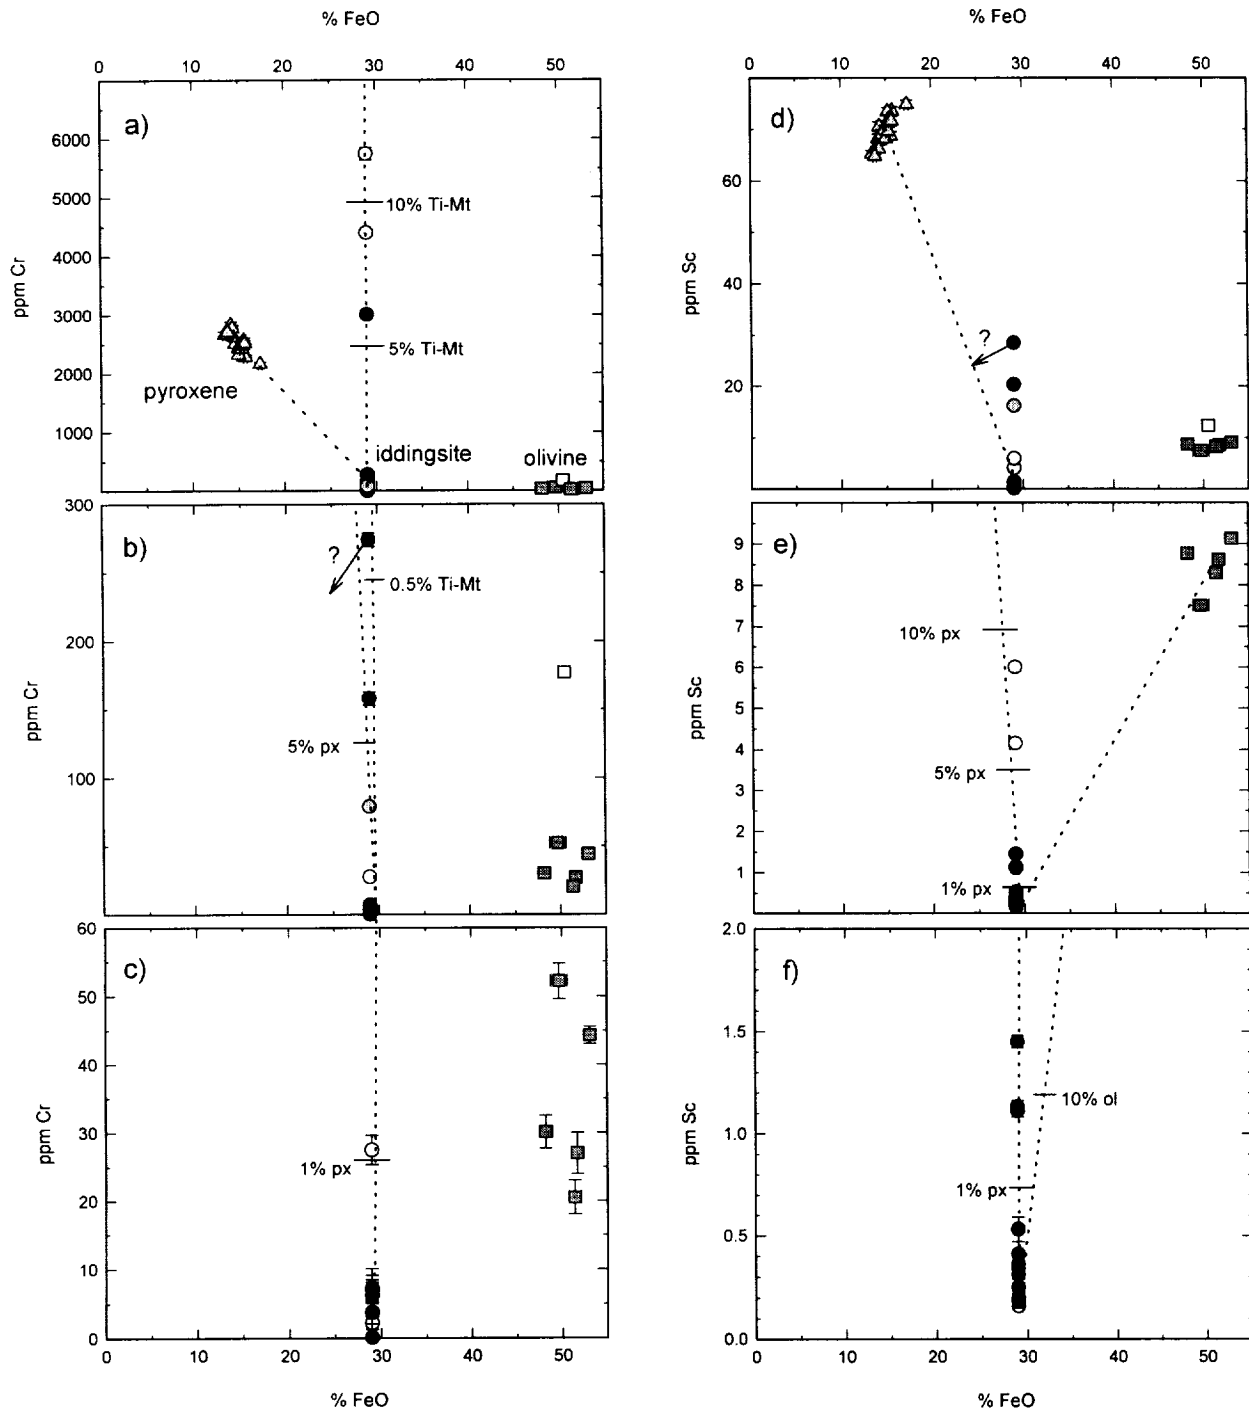 % FeO
0 10 20 30 40 50
a)
6000
5000
4000
3000
2000
1000
0
ppm Cr
10% Ti-Mt
5% Ti-Mt
pyroxene
iddingsite
olivine
b)
300
200
100
ppm Cr
?
0.5% Ti-Mt
5% px
c)
60
50
40
30
20
10
0
ppm Cr
1% px
0 10 20 30 40 50
% FeO
% FeO
0 10 20 30 40 50
d)
60
40
20
ppm Sc
?
e)
9
8
7
6
5
4
3
2
1
ppm Sc
10% px
5% px
1% px
f)
2.0
1.5
1.0
0.5
0.0
ppm Sc
10% ol
1% px
0 10 20 30 40 50
% FeO